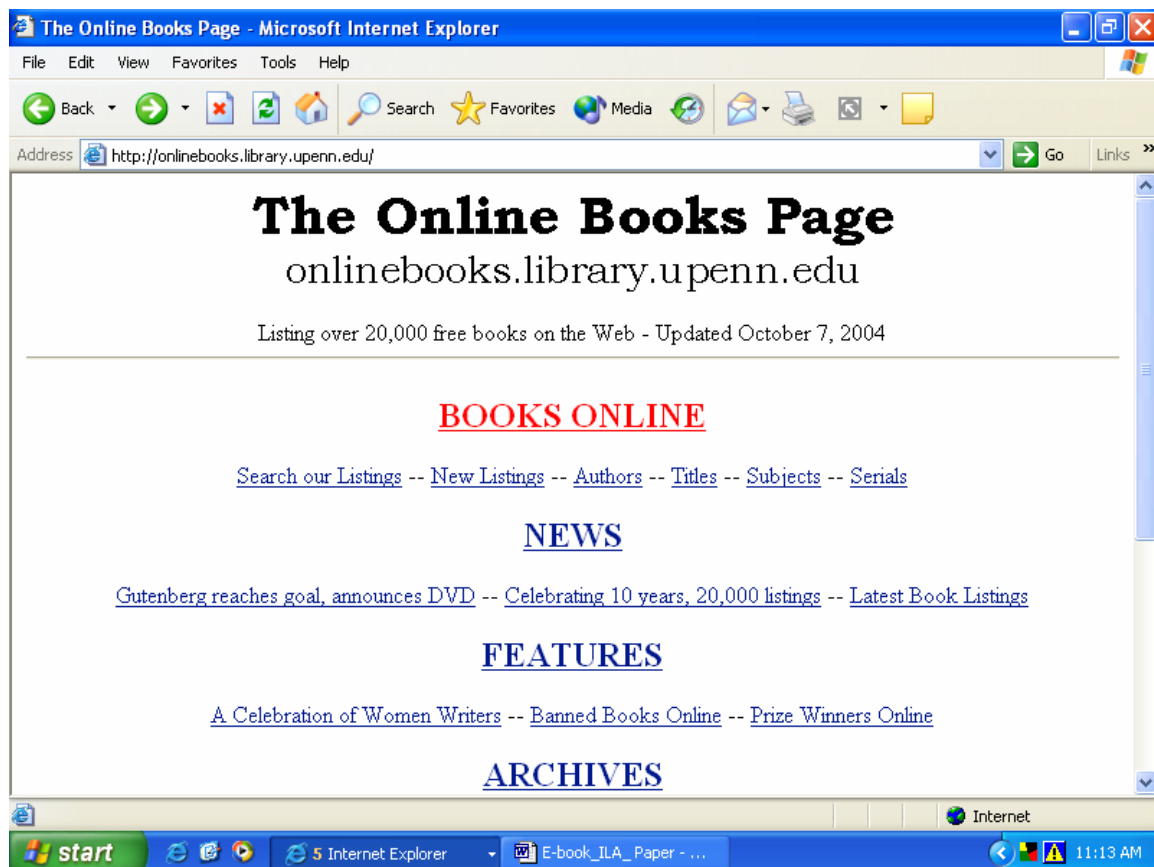 The Online Books Page - Microsoft Internet Explorer
File Edit View Favorites Tools Help
Back Search Favorites Media
Address http://onlinebooks.library.upenn.edu/ Go Links »
The Online Books Page
onlinebooks.library.upenn.edu
Listing over 20,000 free books on the Web - Updated October 7, 2004
BOOKS ONLINE
Search our Listings -- New Listings -- Authors -- Titles -- Subjects -- Serials
NEWS
Gutenberg reaches goal, announces DVD -- Celebrating 10 years, 20,000 listings -- Latest Book Listings
FEATURES
A Celebration of Women Writers -- Banned Books Online -- Prize Winners Online
ARCHIVES
Internet
start 5 Internet Explorer E-book_ILA_ Paper - ... 11:13 AM